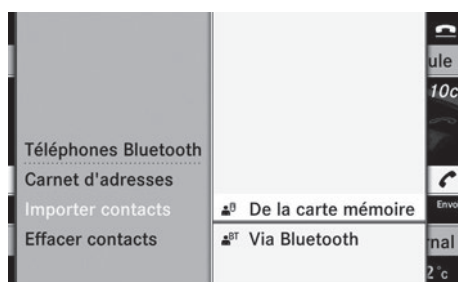 Téléphones Bluetooth
Carnet d'adresses
Importer contacts
Effacer contacts
De la carte mémoire
BT Via Bluetooth
ule
10c
Envo
rnal
2°c